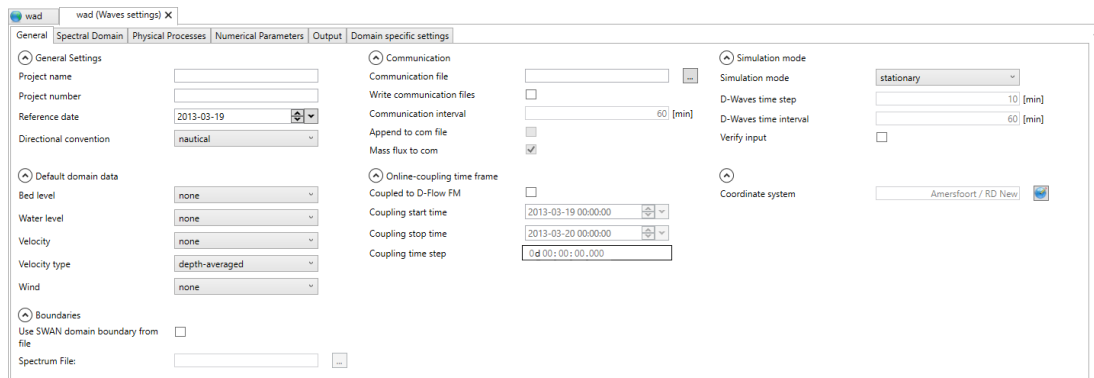 wad
wad (Waves settings) X
General Spectral Domain Physical Processes Numerical Parameters Output Domain specific settings
General Settings
Project name
Project number
Reference date 2013-03-19
Directional convention nautical
Communication
Communication file ...
Write communication files
Communication interval 60 [min]
Append to com file
Mass flux to com
Simulation mode
Simulation mode stationary
D-Waves time step 10 [min]
D-Waves time interval 60 [min]
Verify input
Default domain data
Bed level none
Water level none
Velocity none
Velocity type depth-averaged
Wind none
Online-coupling time frame
Coupled to D-Flow FM
Coupling start time 2013-03-19 00:00:00
Coupling stop time 2013-03-20 00:00:00
Coupling time step 0d 00:00:00.000
Coordinate system Amersfoort / RD New
Boundaries
Use SWAN domain boundary from
file
Spectrum File: ...